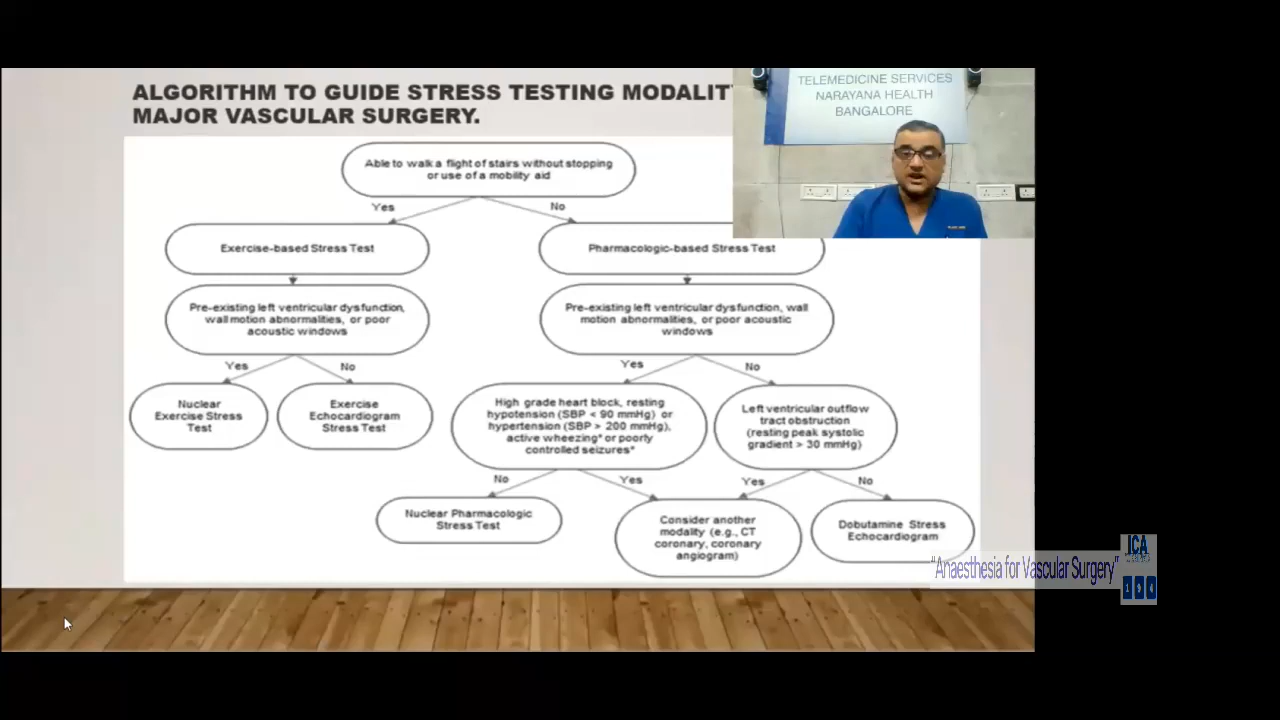 ALGORITHM TO GUIDE STRESS TESTING MODALIT
MAJOR VASCULAR SURGERY.
TELEMEDICINE SERVICES
NARAYANA HEALTH
BANGALORE
Able to walk a flight of stairs without stopping
or use of a mobility aid
Yes
No
Exercise-based Stress Test
Pharmacologic-based Stress Test
Pre-existing left ventricular dysfunction,
wall motion abnormalities, or poor
acoustic windows
Pre-existing left ventricular dysfunction, wall
motion abnormalities, or poor acoustic
windows
Yes
No
Yes
No
Nuclear
Exercise Stress
Test
Exercise
Echocardiogram
Stress Test
High grade heart block, resting
hypotension (SBP < 90 mmHg) or
hypertension (SBP > 200 mmHg),
active wheezing* or poorly
controlled seizures*
Left ventricular outflow
tract obstruction
(resting peak systolic
gradient > 30 mmHg)
No
Yes
Yes
No
Nuclear Pharmacologic
Stress Test
Consider another
modality (e.g., CT
coronary, coronary
angiogram)
Dobutamine Stress
Echocardiogram
"Anaesthesia for Vascular Surgery"
ICA